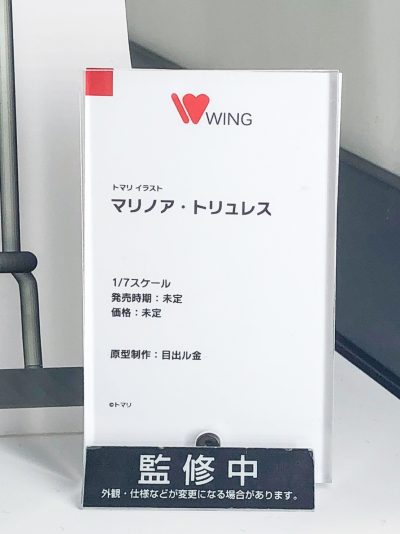 WING
トマリ イラスト
マリノア・トリュレス
1/7スケール
発売時期：未定
価格：未定
原型制作：目出ル金
©トマリ
監修中
外観・仕様などが変更になる場合があります。